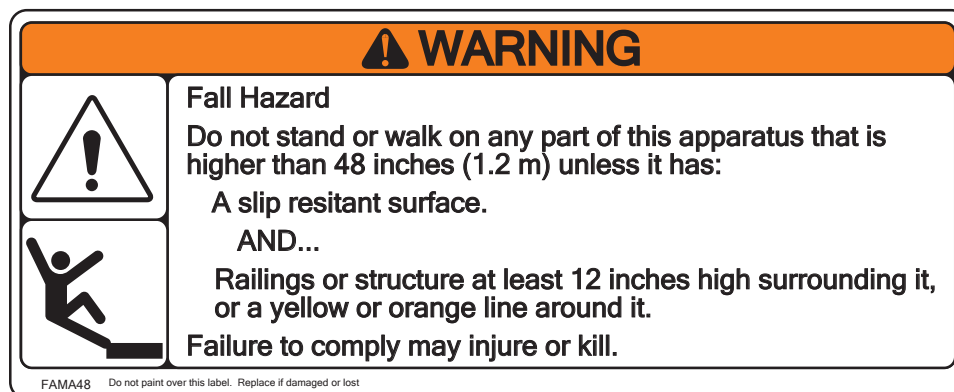 WARNING
Fall Hazard
Do not stand or walk on any part of this apparatus that is
higher than 48 inches (1.2 m) unless it has:
A slip resitant surface.
AND...
Railings or structure at least 12 inches high surrounding it,
or a yellow or orange line around it.
Failure to comply may injure or kill.
FAMA48 Do not paint over this label. Replace if damaged or lost